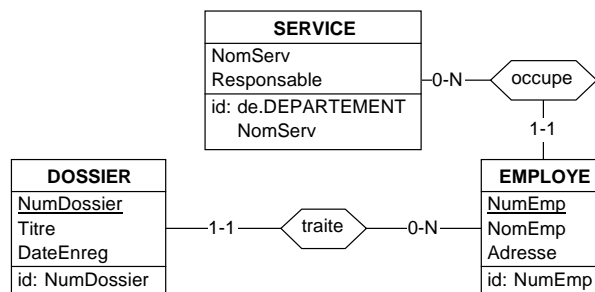 SERVICE
NomServ
Responsable
id: de.DEPARTEMENT
NomServ
0-N
occupe
1-1
DOSSIER
NumDossier
Titre
DateEnreg
id: NumDossier
1-1
traite
0-N
EMPLOYE
NumEmp
NomEmp
Adresse
id: NumEmp